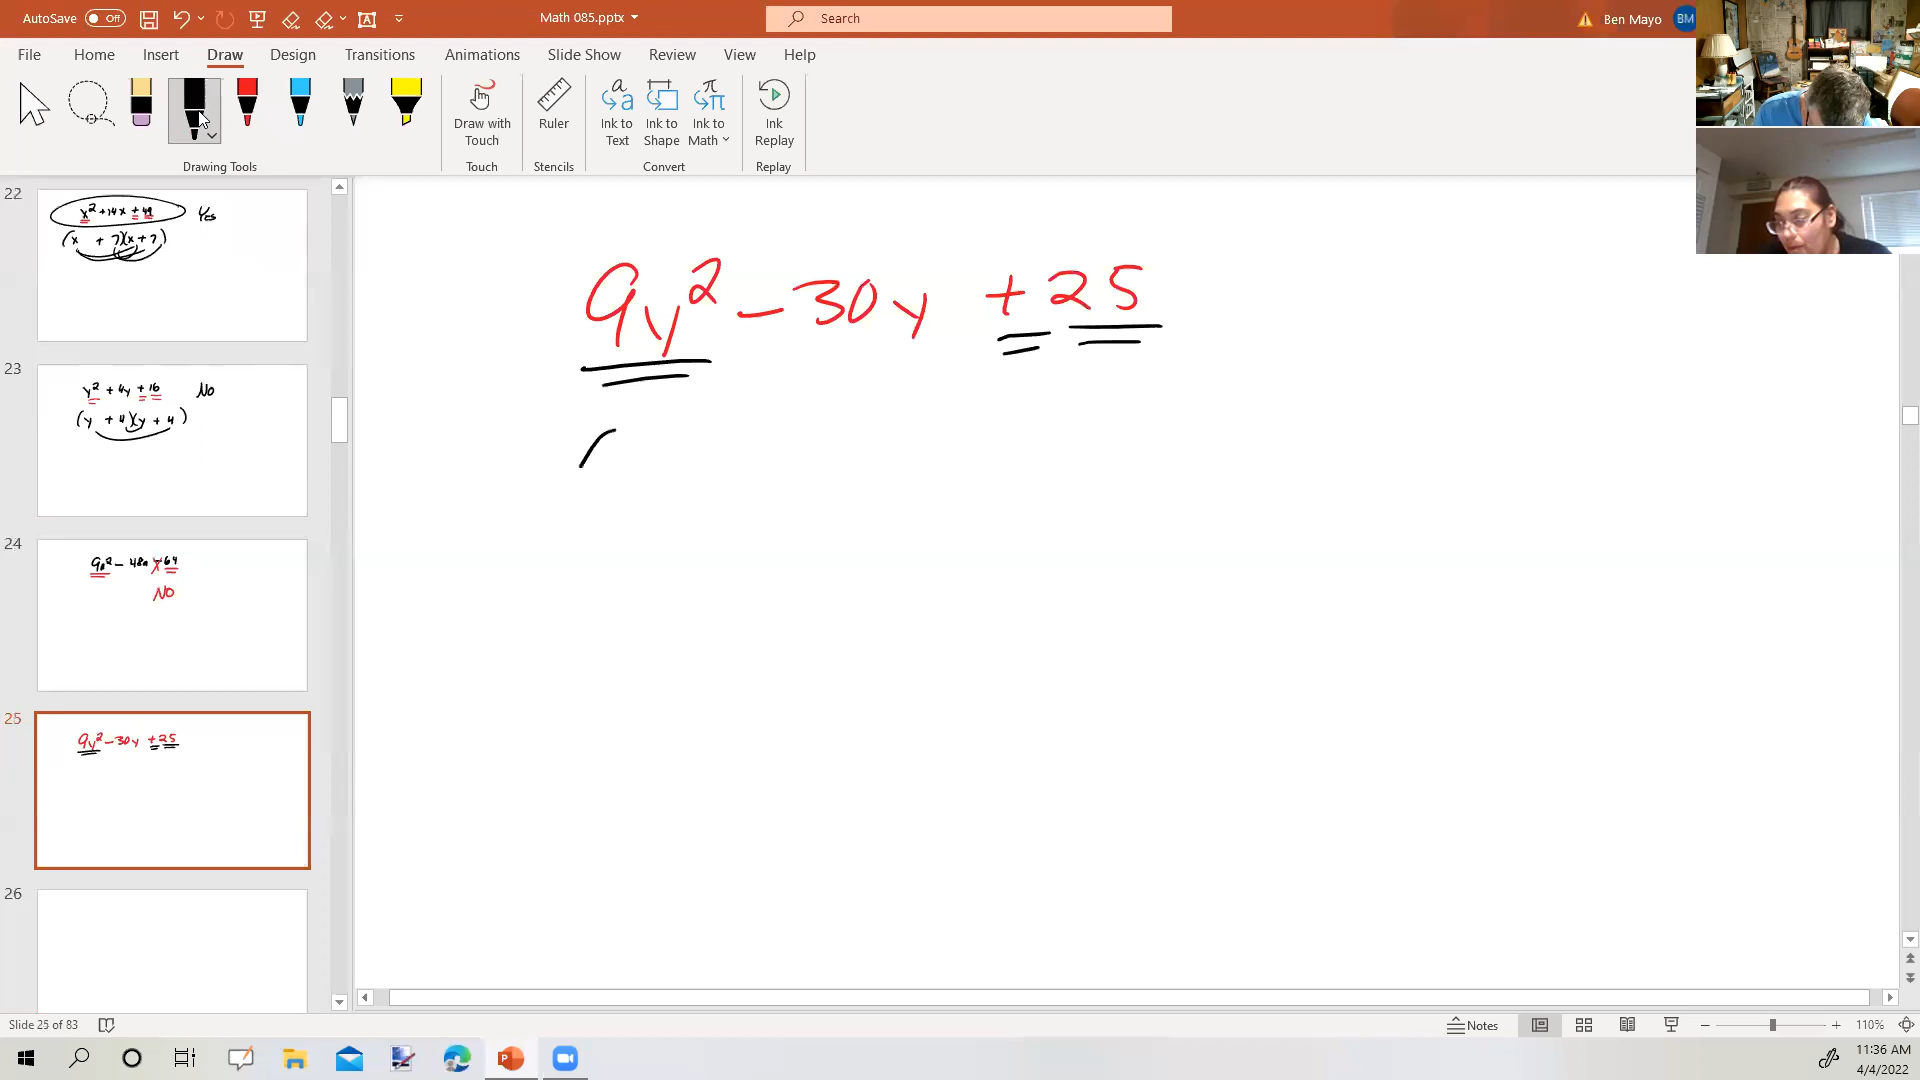 AutoSave Off Math 085.pptx Search Ben Mayo BM
File Home Insert Draw Design Transitions Animations Slide Show Review View Help
Draw with Touch Ruler Ink to Text Ink to Shape Ink to Math Ink Replay
Drawing Tools Touch Stencils Convert Replay
22
x² + 14x + 49 Yes
(x + 7)(x + 7)
23
y² + 4y + 16 No
(y + 4)(y + 4)
24
NO
25
9y² - 30y + 25
26
9y² - 30y + 25
(
Slide 25 of 83 Notes 110%
11:36 AM
4/4/2022